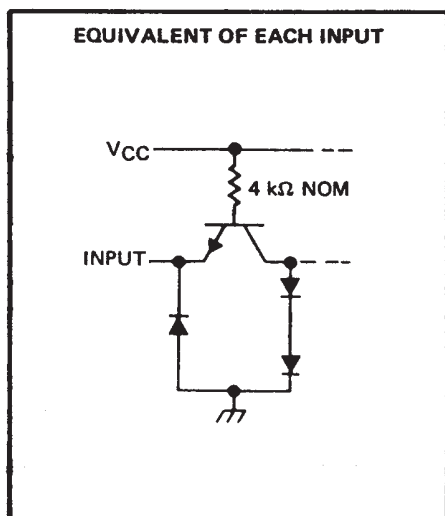 EQUIVALENT OF EACH INPUT
VCC
4 kΩ NOM
INPUT